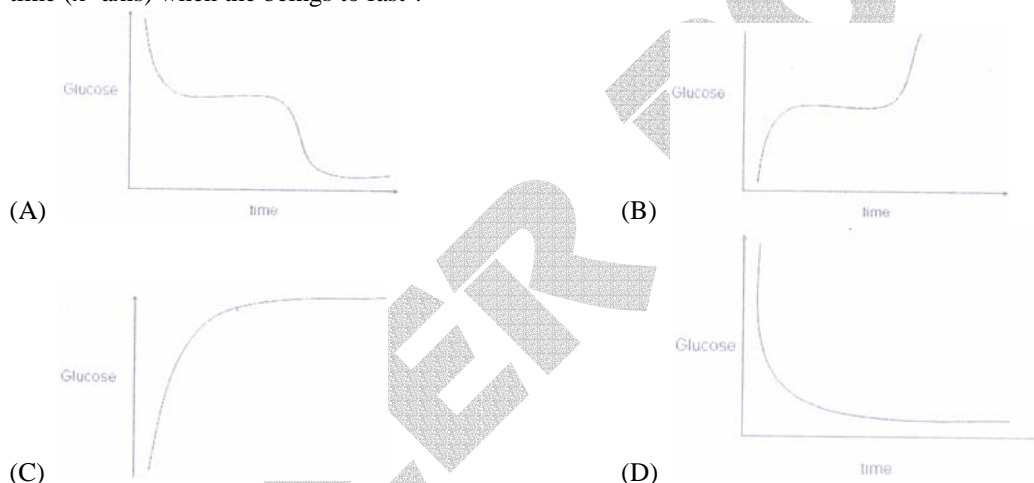 time (x- axis) when the beings to fast ?
Glucose
time
(A)
Glucose
time
(B)
Glucose
(C)
Glucose
time
(D)